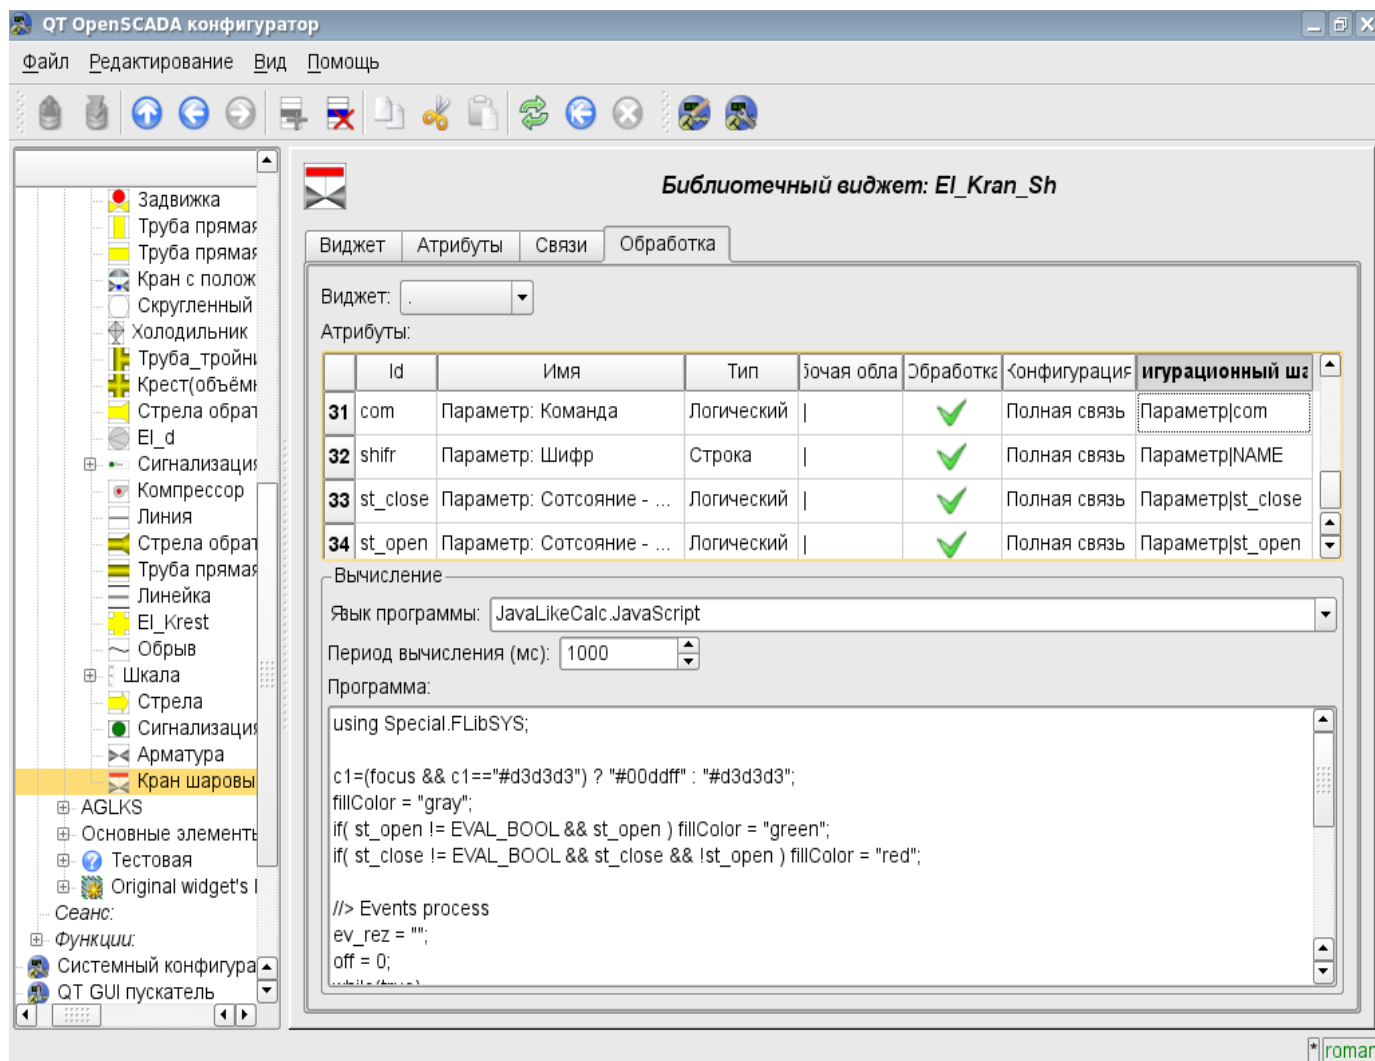 QT OpenSCADA конфигуратор
Файл Редактирование Вид Помощь
Задвижка
Труба прямая
Труба прямая
Кран с полож
Скругленный
Холодильник
Труба_тройни
Крест(объёмн
Стрела обрат
El_d
Сигнализация
Компрессор
Линия
Стрела обрат
Труба прямая
Линейка
El_Krest
Обрыв
Шкала
Стрела
Сигнализация
Арматура
Кран шаровы
AGLKS
Основные элементы
Тестовая
Original widget's l
Сеанс:
Функции:
Системный конфигура
QT GUI пускатель
Библиотечный виджет: El_Kran_Sh
Виджет Атрибуты Связи Обработка
Виджет: .
Атрибуты:
Id Имя Тип бочая обла Обработка Конфигурация игурационный ша
31 com Параметр: Команда Логический | Полная связь Параметр|com
32 shifr Параметр: Шифр Строка | Полная связь Параметр|NAME
33 st_close Параметр: Сотсояние - ... Логический | Полная связь Параметр|st_close
34 st_open Параметр: Сотсояние - ... Логический | Полная связь Параметр|st_open
Вычисление
Язык программы: JavaLikeCalc.JavaScript
Период вычисления (мс): 1000
Программа:
using Special.FLibSYS;
c1=(focus && c1=="#d3d3d3") ? "#00ddff" : "#d3d3d3";
fillColor = "gray";
if( st_open != EVAL_BOOL && st_open ) fillColor = "green";
if( st_close != EVAL_BOOL && st_close && !st_open ) fillColor = "red";
//> Events process
ev_rez = "";
off = 0;
while(true)
* roman